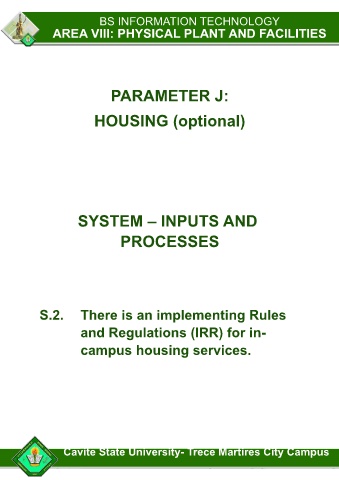 BS INFORMATION TECHNOLOGY
AREA VIII: PHYSICAL PLANT AND FACILITIES
PARAMETER J:
HOUSING (optional)
SYSTEM – INPUTS AND
PROCESSES
S.2. There is an implementing Rules
and Regulations (IRR) for in-
campus housing services.
Cavite State University- Trece Martires City Campus